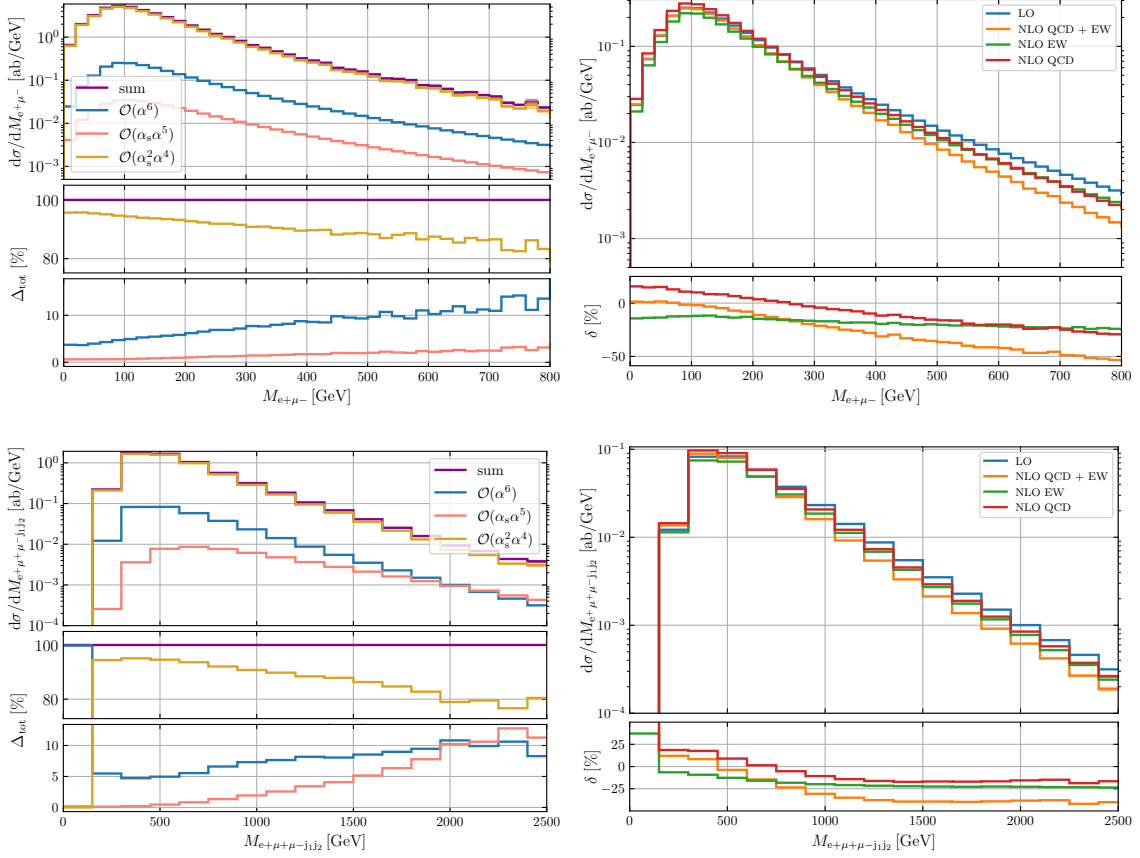 dσ/dM_{e+μ−} [ab/GeV]
10^0
10^−1
10^−2
10^−3
sum
𝒪(α^6)
𝒪(α_s α^5)
𝒪(α_s^2 α^4)
Δ_tot [%]
100
80
10
0
0 100 200 300 400 500 600 700 800
M_{e+μ−} [GeV]
dσ/dM_{e+μ−} [ab/GeV]
10^−1
10^−2
10^−3
LO
NLO QCD + EW
NLO EW
NLO QCD
δ [%]
0
−50
0 100 200 300 400 500 600 700 800
M_{e+μ−} [GeV]
dσ/dM_{e+μ+μ−j1j2} [ab/GeV]
10^0
10^−1
10^−2
10^−3
10^−4
sum
𝒪(α^6)
𝒪(α_s α^5)
𝒪(α_s^2 α^4)
Δ_tot [%]
100
80
10
5
0
0 500 1000 1500 2000 2500
M_{e+μ+μ−j1j2} [GeV]
dσ/dM_{e+μ+μ−j1j2} [ab/GeV]
10^−1
10^−2
10^−3
10^−4
LO
NLO QCD + EW
NLO EW
NLO QCD
δ [%]
25
0
−25
0 500 1000 1500 2000 2500
M_{e+μ+μ−j1j2} [GeV]